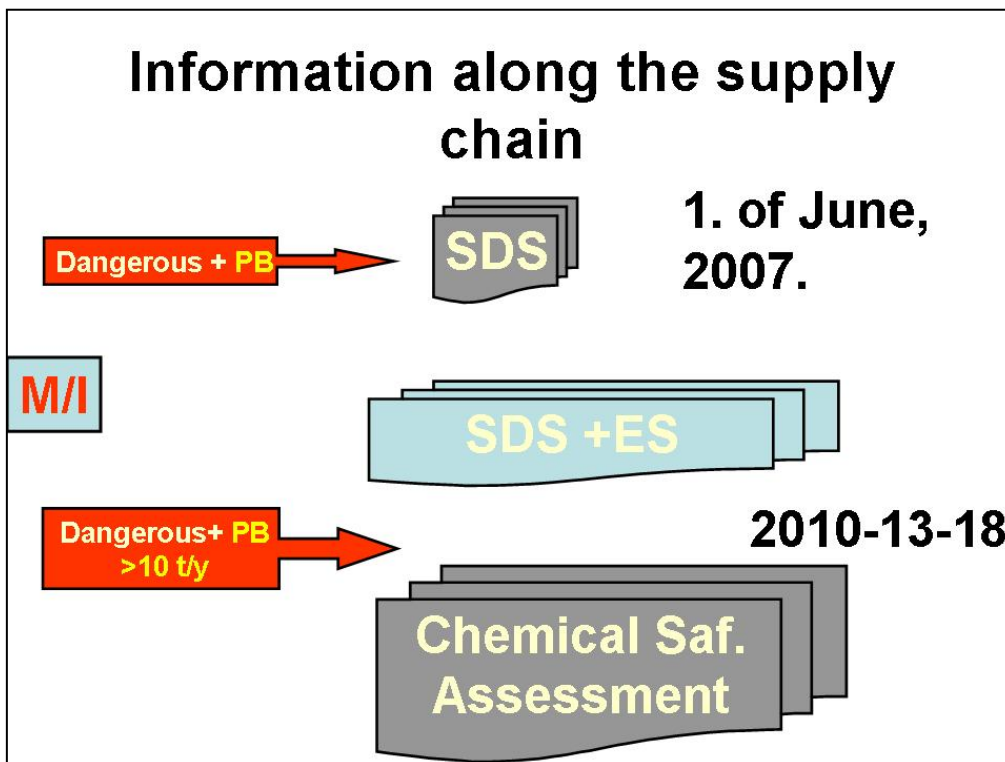 Information along the supply
chain
1. of June,
2007.
Dangerous + PB
SDS
M/I
SDS +ES
Dangerous+ PB
>10 t/y
2010-13-18
Chemical Saf.
Assessment